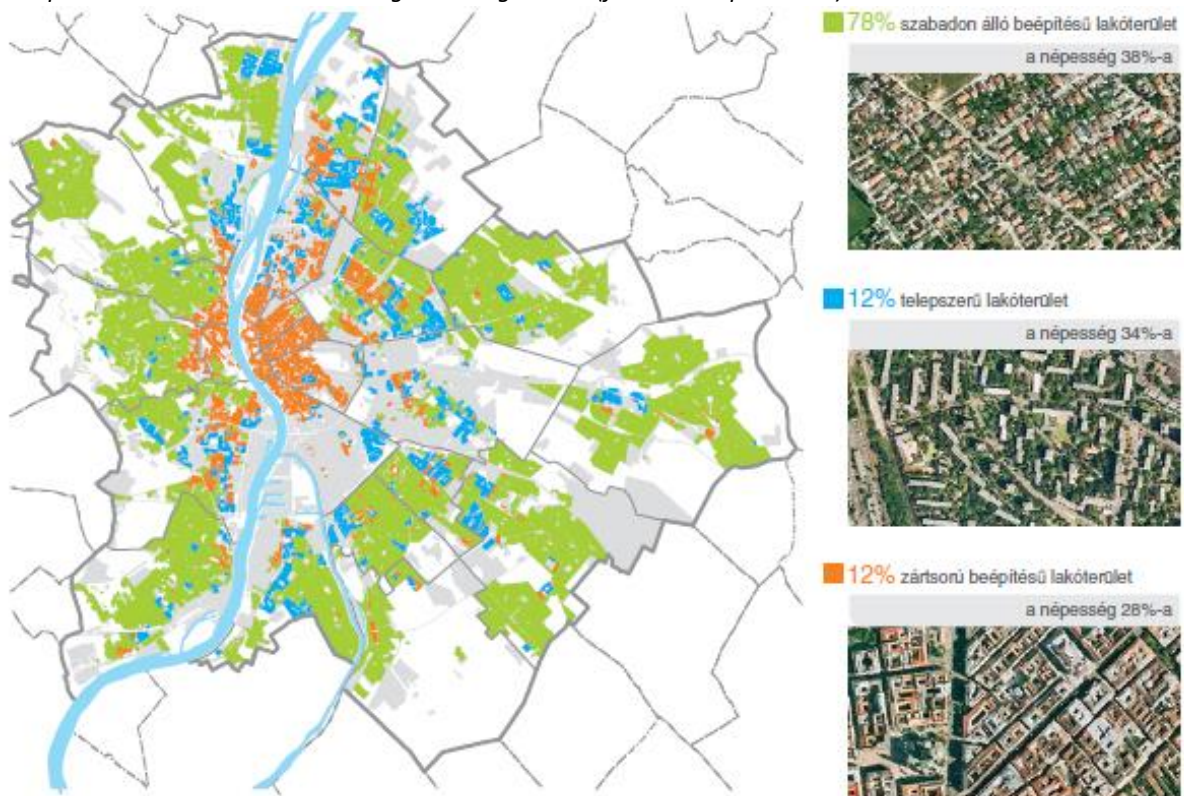 78% szabadon álló beépítésű lakóterület
a népesség 38%-a
12% telepszerű lakóterület
a népesség 34%-a
12% zártsorú beépítésű lakóterület
a népesség 28%-a